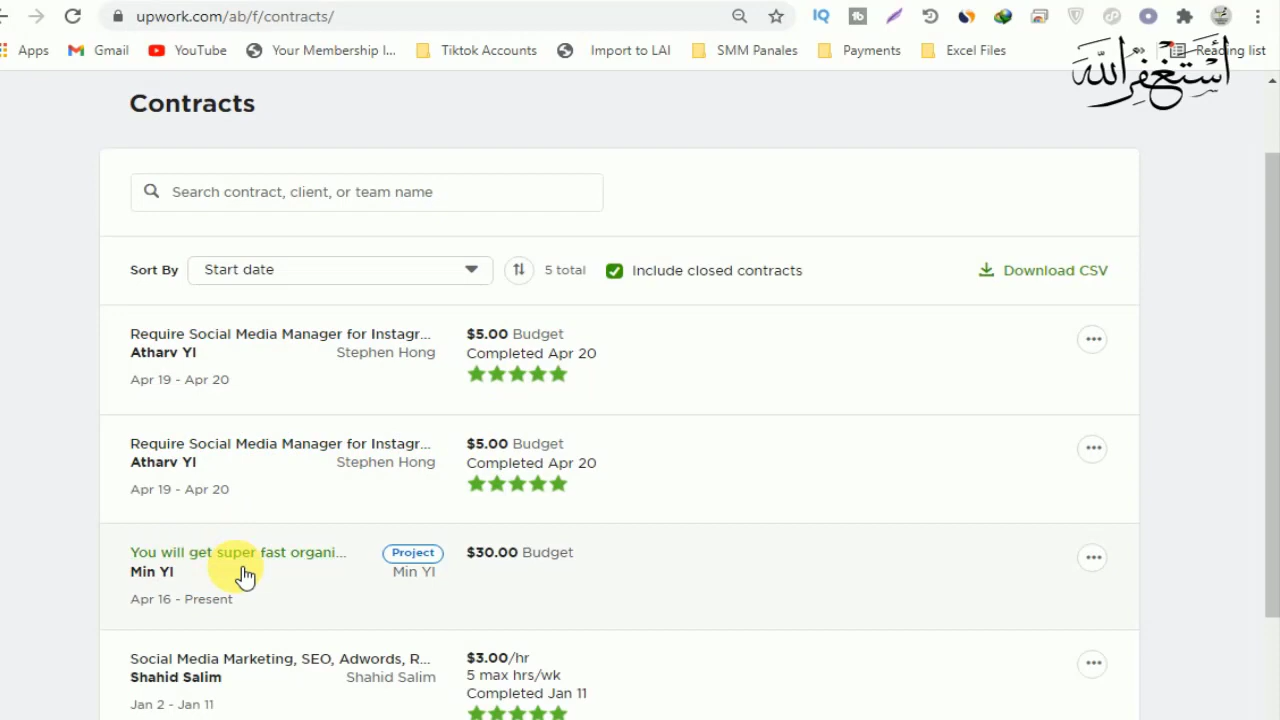 upwork.com/ab/f/contracts/
Apps Gmail YouTube Your Membership I... Tiktok Accounts Import to LAI SMM Panales Payments Excel Files Reading list
أستغفر الله
Contracts
Search contract, client, or team name
Sort By Start date 5 total Include closed contracts Download CSV
Require Social Media Manager for Instagr... $5.00 Budget
Atharv YI Stephen Hong Completed Apr 20
Apr 19 - Apr 20
Require Social Media Manager for Instagr... $5.00 Budget
Atharv YI Stephen Hong Completed Apr 20
Apr 19 - Apr 20
You will get super fast organi... Project $30.00 Budget
Min YI Min YI
Apr 16 - Present
Social Media Marketing, SEO, Adwords, R... $3.00/hr
5 max hrs/wk
Shahid Salim Shahid Salim
Completed Jan 11
Jan 2 - Jan 11